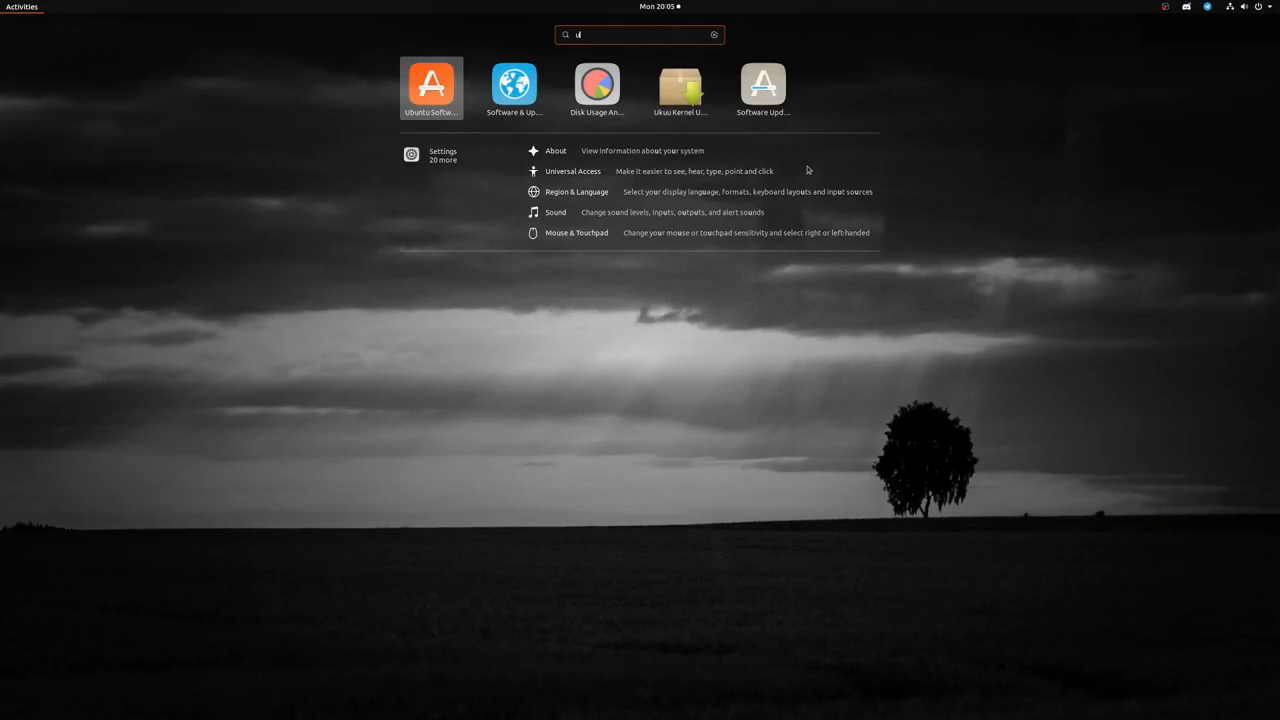 Activities
Mon 20:05
u
Ubuntu Softw...
Software & Up...
Disk Usage An...
Ukuu Kernel U...
Software Upd...
Settings
20 more
About View information about your system
Universal Access Make it easier to see, hear, type, point and click
Region & Language Select your display language, formats, keyboard layouts and input sources
Sound Change sound levels, inputs, outputs, and alert sounds
Mouse & Touchpad Change your mouse or touchpad sensitivity and select right or left-handed